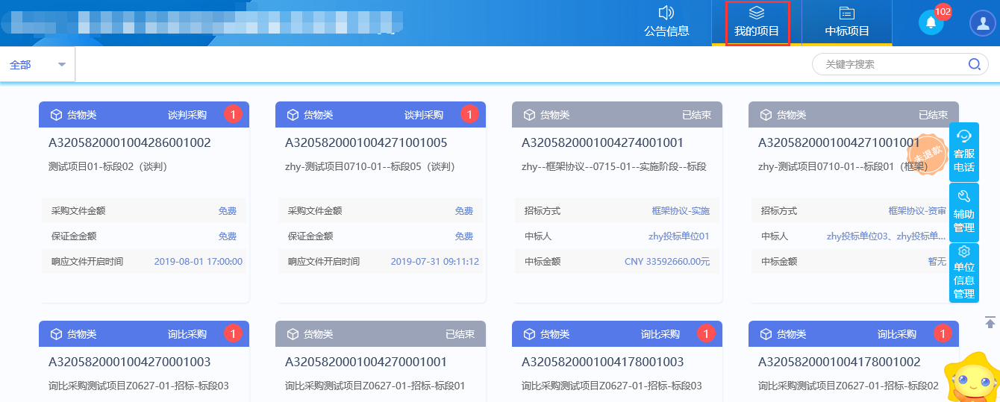 公告信息
我的项目
中标项目
102
全部
关键字搜索
货物类 谈判采购 1
A3205820001004286001002
测试项目01-标段02（谈判）
采购文件金额 免费
保证金金额 免费
响应文件开启时间 2019-08-01 17:00:00
货物类 谈判采购 1
A3205820001004271001005
zhy-测试项目0710-01--标段05（谈判）
采购文件金额 免费
保证金金额 免费
响应文件开启时间 2019-07-31 09:11:12
货物类 已结束
A3205820001004274001001
zhy--框架协议--0715-01--实施阶段--标段
招标方式 框架协议-实施
中标人 zhy投标单位01
中标金额 CNY 33592660.00元
货物类 已结束
A3205820001004271001001
未退款
zhy-测试项目0710-01--标段01（框架）
招标方式 框架协议-资审
中标人 zhy投标单位03、zhy投标单...
中标金额 暂无
客服
电话
辅助
管理
单位
信息
管理
货物类 询比采购 1
A3205820001004270001003
询比采购测试项目Z0627-01-招标-标段03
货物类 已结束
A3205820001004270001001
询比采购测试项目Z0627-01-招标-标段01
货物类 询比采购 1
A3205820001004178001003
询比采购测试项目Z0627-01-招标-标段03
货物类 询比采购 1
A3205820001004178001002
询比采购测试项目Z0627-01-招标-标段02